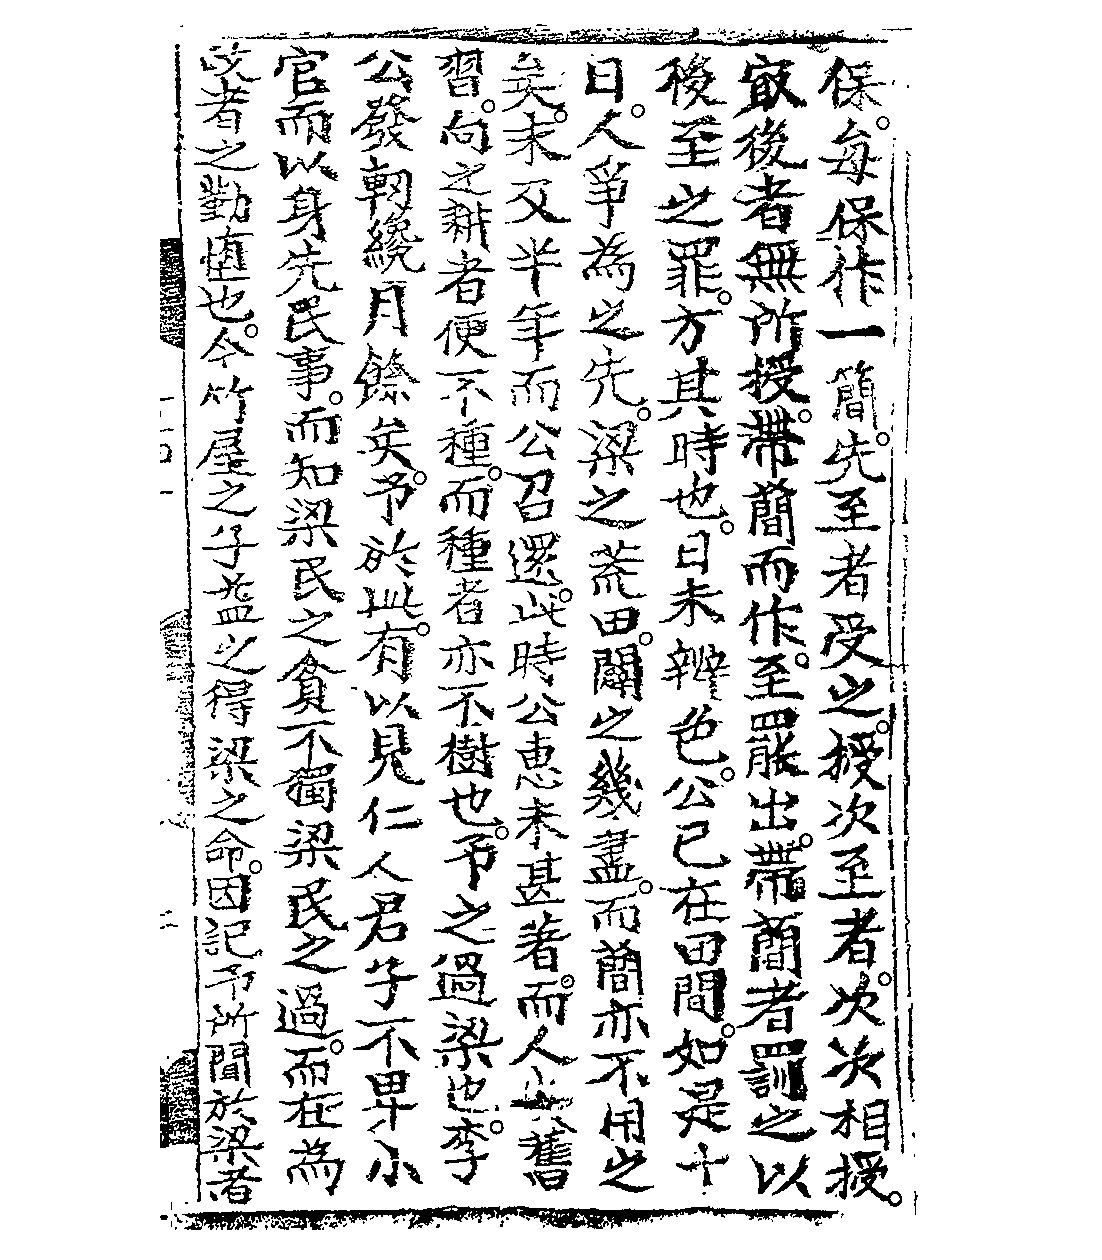 保。每保作一簡。先至者受之。授次至者。次次相授。
最後者無所授。帶簡而作。至罷出。帶簡者罰之以
後至之罪。方其時也。日未辨色。公已在田間。如是十
日。人爭為之先。梁之荒田。闢之幾盡。而簡亦不用之
矣。未及半年而公召還。此時公惠未甚著。而人 舊
習。向之耕者便不種。而種者亦不樹也。予之過梁也。李
公發軔纔月餘矣。予於此。有以見仁人君子不卑小
官而以身先民事。而知梁民之貧不獨梁民之過。而在為
政者之勤惰也。今竹屋之子葢之得梁之命。因記予所聞於梁者